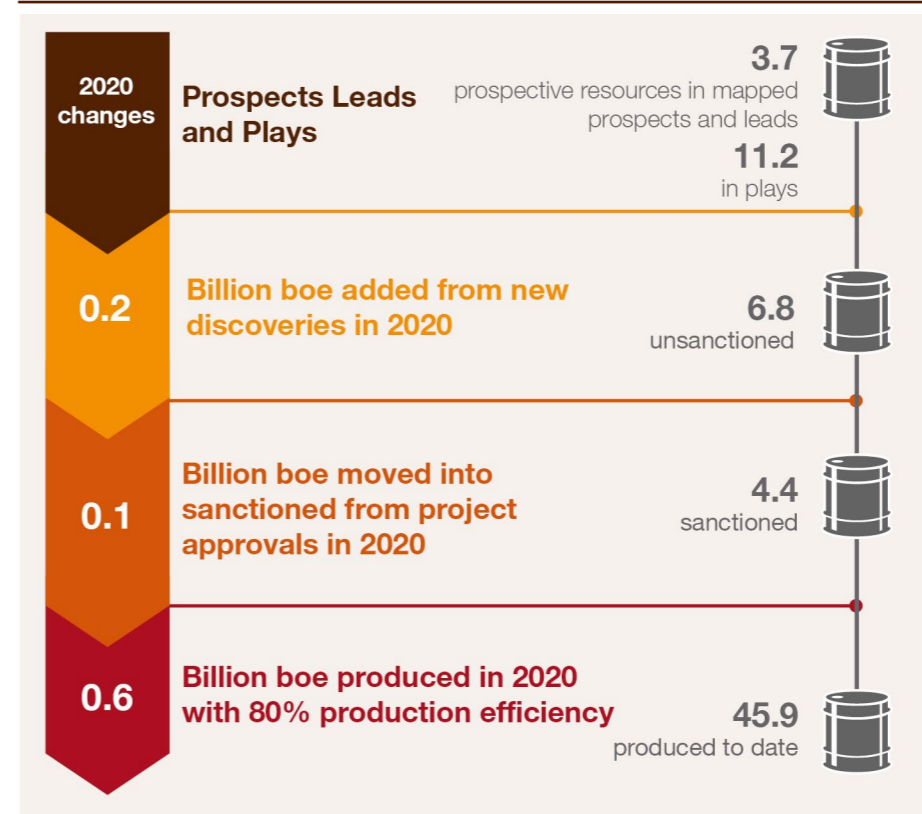 2020
changes
Prospects Leads
and Plays
3.7
prospective resources in mapped
prospects and leads
11.2
in plays
0.2
Billion boe added from new
discoveries in 2020
6.8
unsanctioned
0.1
Billion boe moved into
sanctioned from project
approvals in 2020
4.4
sanctioned
0.6
Billion boe produced in 2020
with 80% production efficiency
45.9
produced to date